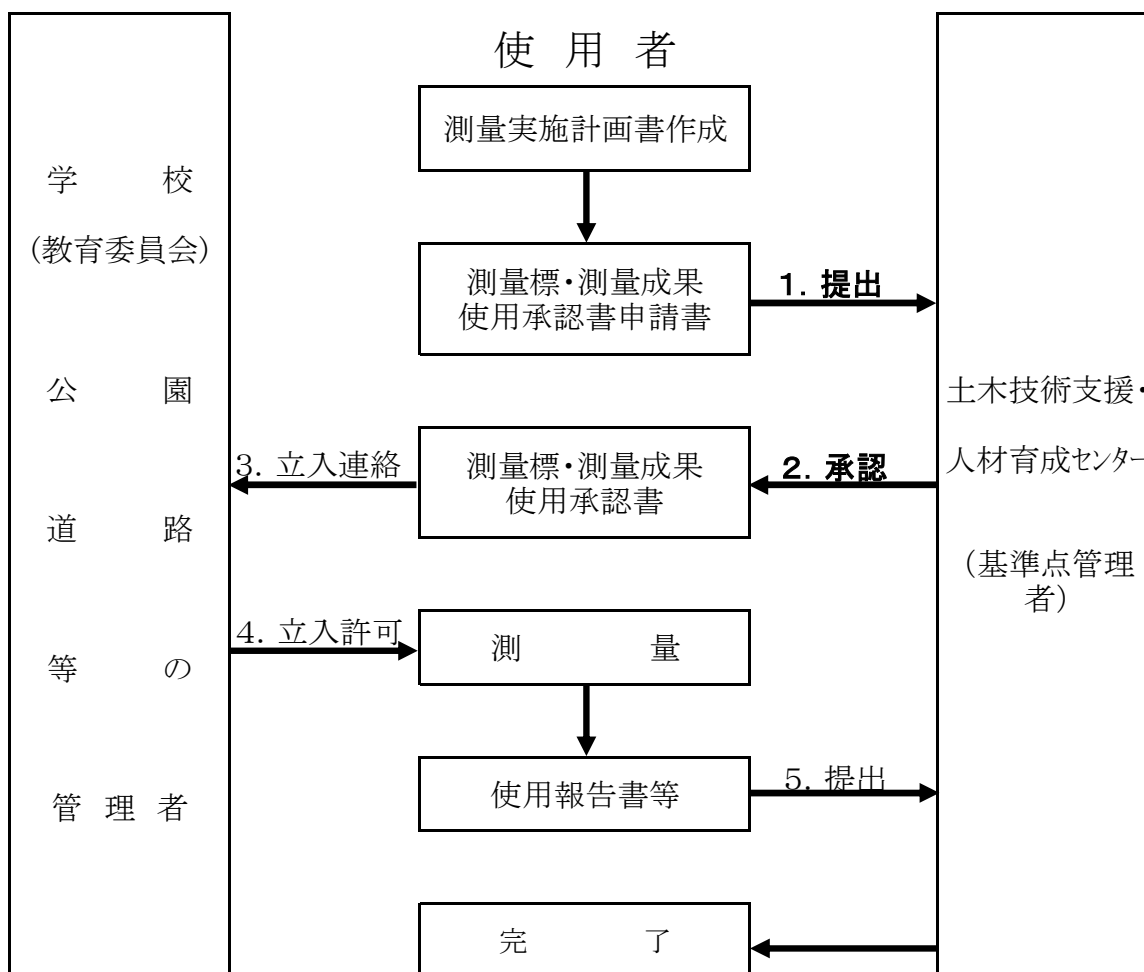 使 用 者
測量実施計画書作成
測量標・測量成果
使用承認書申請書
1. 提出
測量標・測量成果
使用承認書
2. 承認
3. 立入連絡
4. 立入許可
測 量
使用報告書等
5. 提出
完 了
学 校
(教育委員会)
公 園
道 路
等 の
管 理 者
土木技術支援・
人材育成センター
(基準点管理
者)